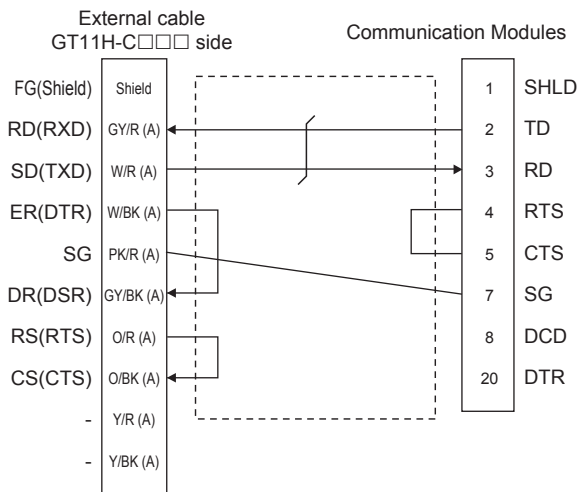 External cable
GT11H-C□□□ side
Communication Modules
FG(Shield) Shield 1 SHLD
RD(RXD) GY/R (A) 2 TD
SD(TXD) W/R (A) 3 RD
ER(DTR) W/BK (A) 4 RTS
SG PK/R (A) 5 CTS
DR(DSR) GY/BK (A) 7 SG
RS(RTS) O/R (A) 8 DCD
CS(CTS) O/BK (A) 20 DTR
- Y/R (A)
- Y/BK (A)